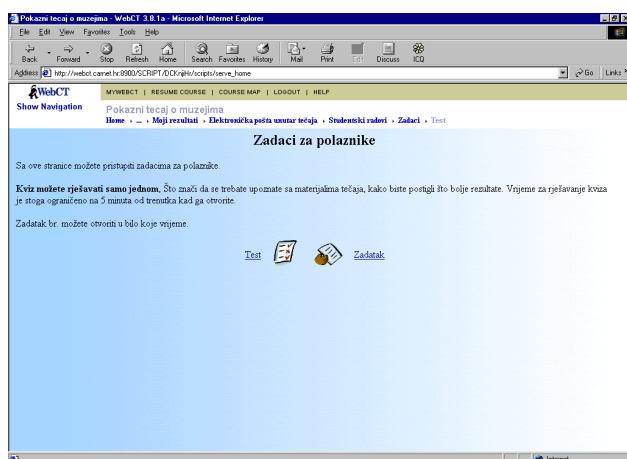 Pokazni tecaj o muzejima - WebCT 3.8.1a - Microsoft Internet Explorer
File Edit View Favorites Tools Help
Back Forward Stop Refresh Home Search Favorites History Mail Print Edit Discuss ICQ
Address http://webct.carnet.hr:8900/SCRIPT/DCKnjiHr/scripts/serve_home Go Links
WebCT MYWEBCT | RESUME COURSE | COURSE MAP | LOGOUT | HELP
Show Navigation Pokazni tecaj o muzejima
Home › ... › Moji rezultati › Elektronička pošta unutar tečaja › Studentski radovi › Zadaci › Test
Zadaci za polaznike
Sa ove stranice možete pristupiti zadacima za polaznike.
Kviz možete rješavati samo jednom, Što znači da se trebate upoznate sa materijalima tečaja, kako biste postigli što bolje rezultate. Vrijeme za rješavanje kviza
je stoga ograničeno na 5 minuta od trenutka kad ga otvorite.
Zadatak br. možete otvoriti u bilo koje vrijeme.
Test Zadatak
Internet